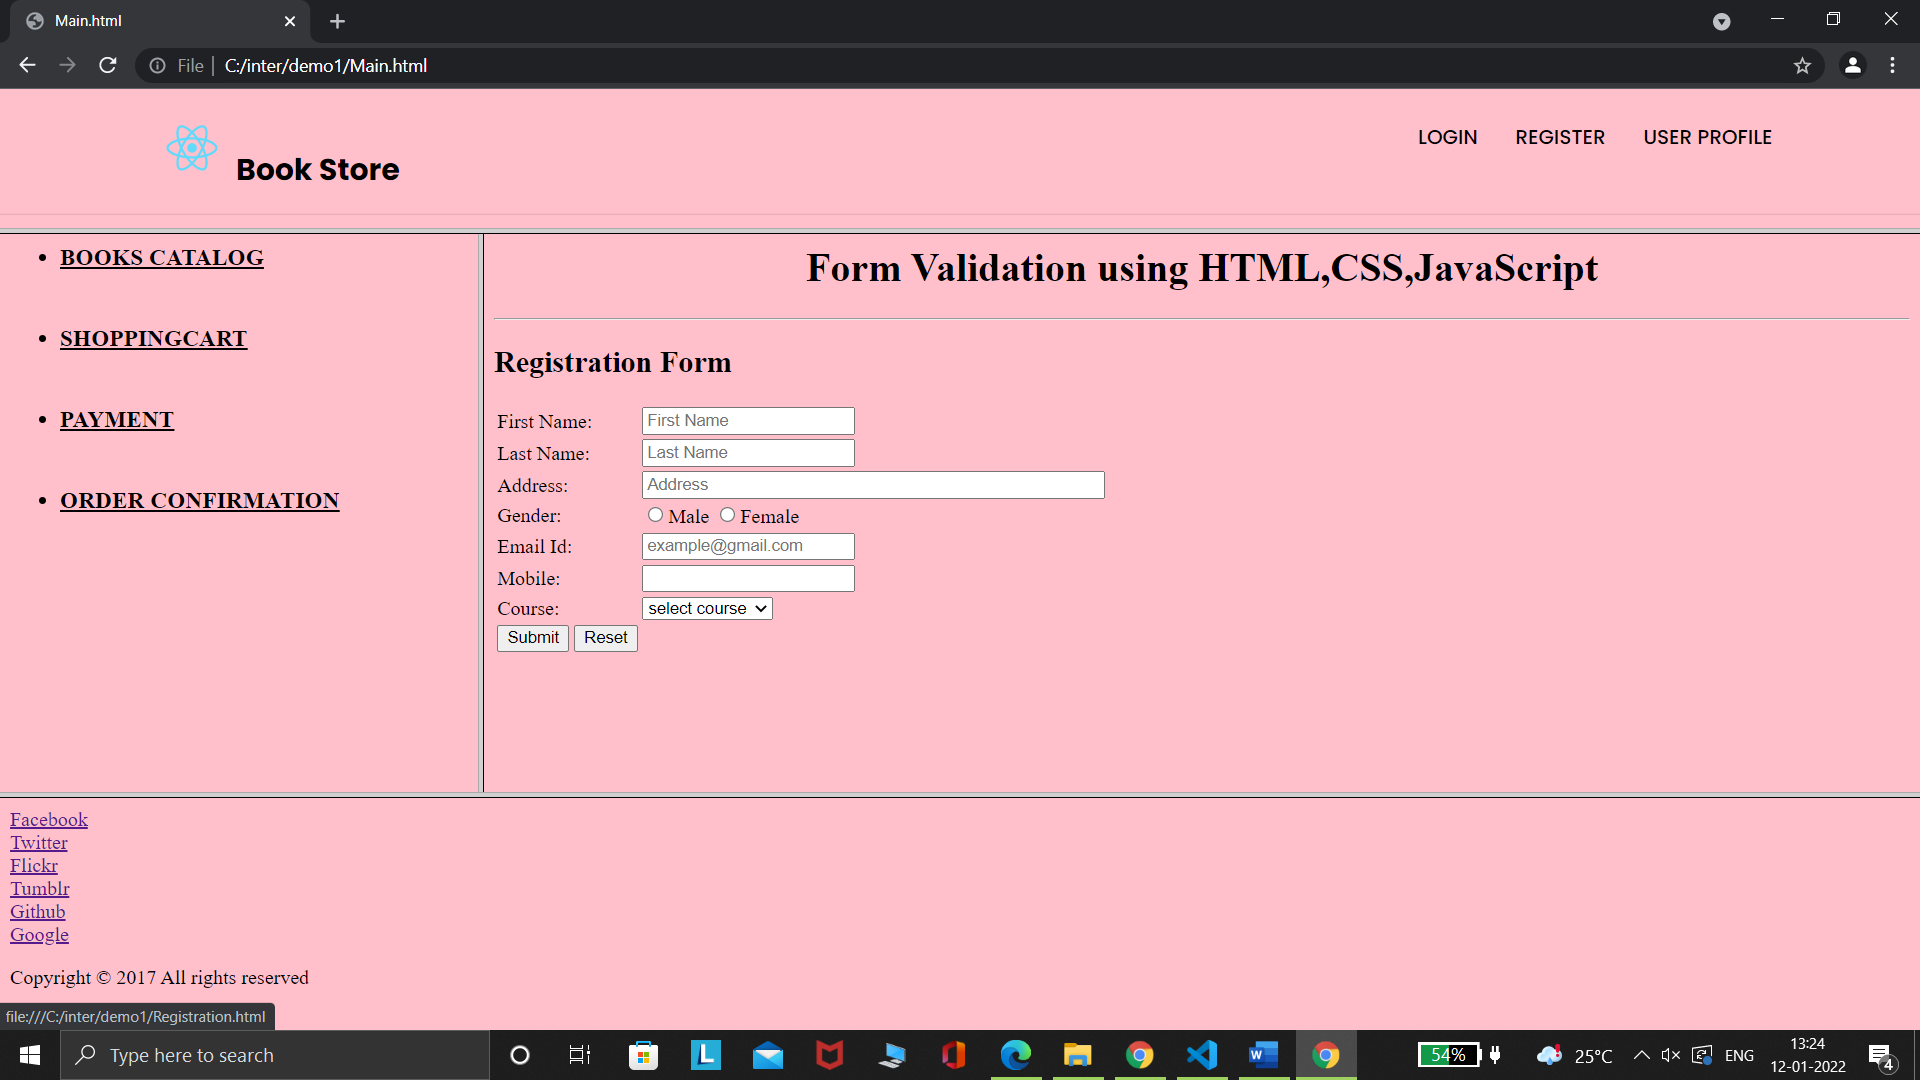 Main.html
File | C:/inter/demo1/Main.html
Book Store
LOGIN REGISTER USER PROFILE
BOOKS CATALOG
SHOPPINGCART
PAYMENT
ORDER CONFIRMATION
Form Validation using HTML,CSS,JavaScript
Registration Form
First Name: First Name
Last Name: Last Name
Address: Address
Gender: Male Female
Email Id: example@gmail.com
Mobile:
Course: select course
Submit Reset
Facebook
Twitter
Flickr
Tumblr
Github
Google
Copyright © 2017 All rights reserved
file:///C:/inter/demo1/Registration.html
Type here to search
L
W
54%
25°C
ENG
13:24
12-01-2022
4